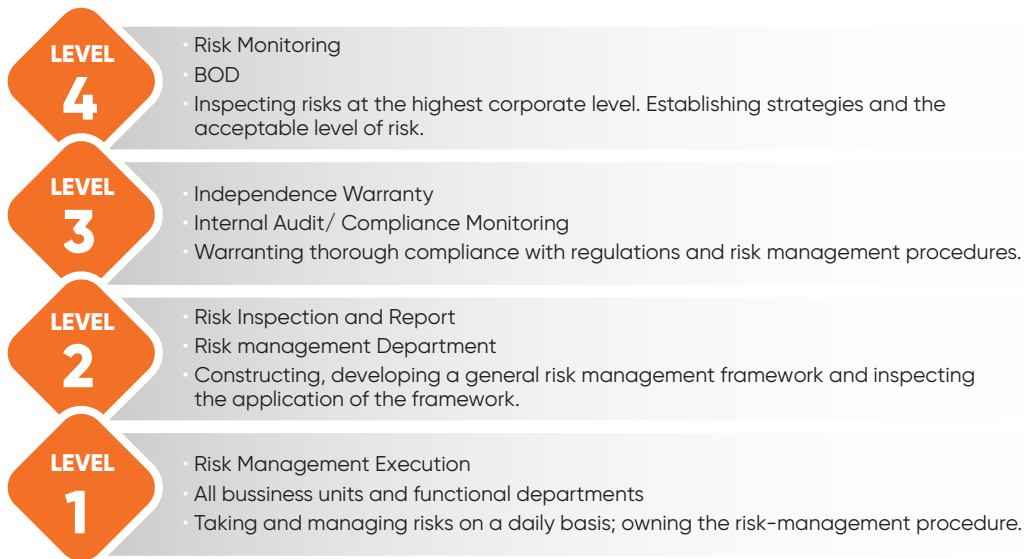 LEVEL
4
· Risk Monitoring
· BOD
· Inspecting risks at the highest corporate level. Establishing strategies and the
acceptable level of risk.
LEVEL
3
· Independence Warranty
· Internal Audit/ Compliance Monitoring
· Warranting thorough compliance with regulations and risk management procedures.
LEVEL
2
· Risk Inspection and Report
· Risk management Department
· Constructing, developing a general risk management framework and inspecting
the application of the framework.
LEVEL
1
· Risk Management Execution
· All bussiness units and functional departments
· Taking and managing risks on a daily basis; owning the risk-management procedure.